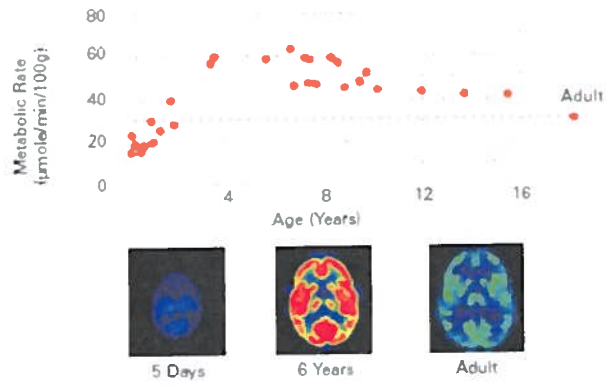 80
60
40
20
0
Metabolic Rate
(µmole/min/100g)
Adult
4
8
12
16
Age (Years)
5 Days
6 Years
Adult